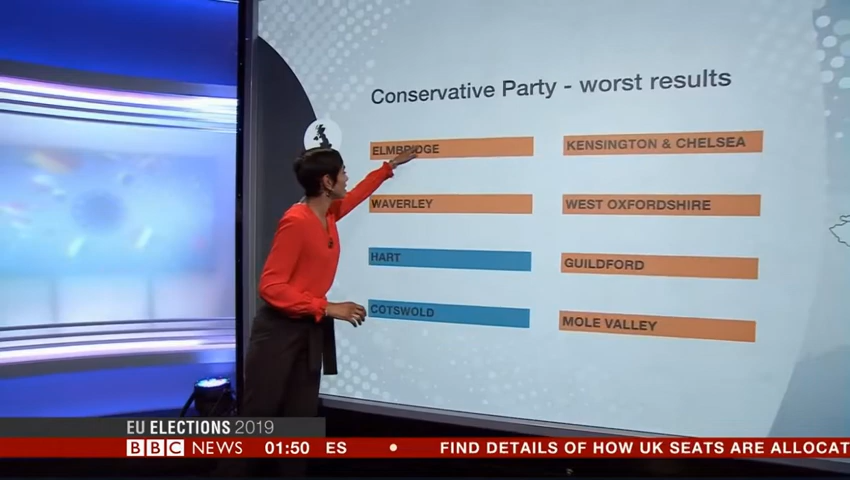 Conservative Party - worst results
ELMBRIDGE
KENSINGTON & CHELSEA
WAVERLEY
WEST OXFORDSHIRE
HART
GUILDFORD
COTSWOLD
MOLE VALLEY
EU ELECTIONS 2019
BBC NEWS 01:50 ES • FIND DETAILS OF HOW UK SEATS ARE ALLOCAT